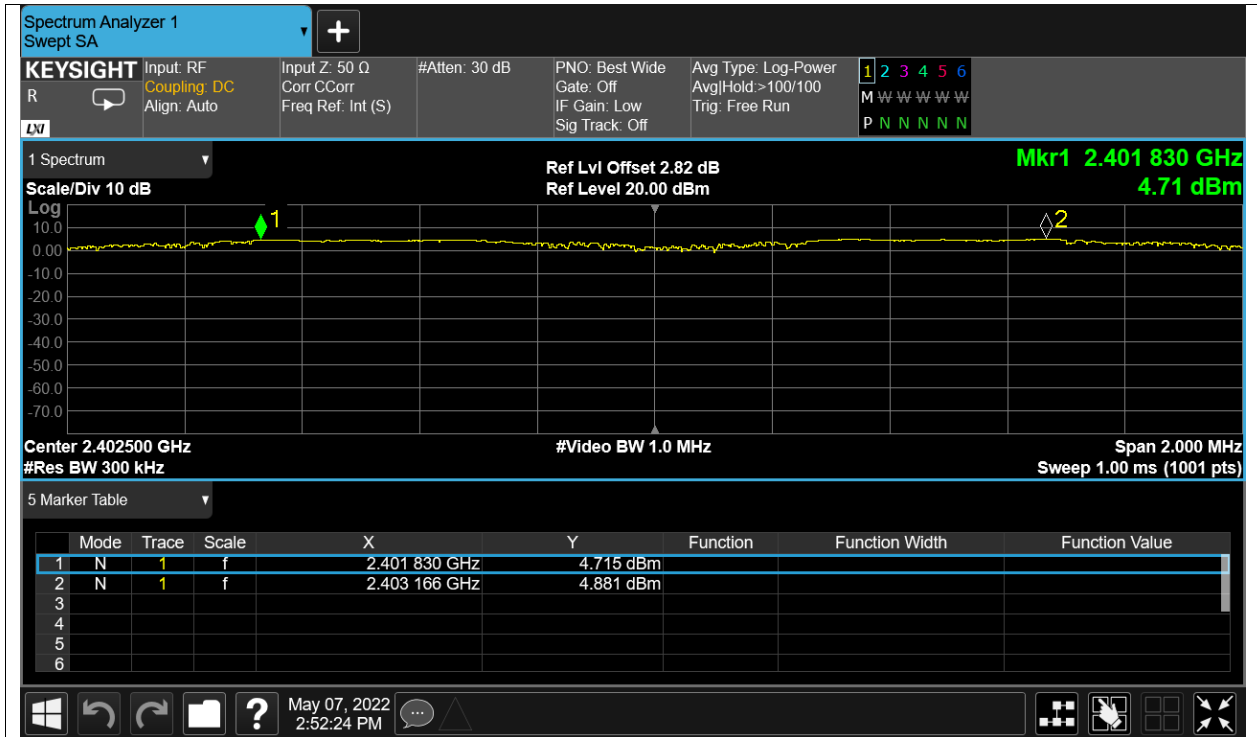 Spectrum Analyzer 1
Swept SA
+
KEYSIGHT
R
LXI
Input: RF
Coupling: DC
Align: Auto
Input Z: 50 Ω
Corr CCorr
Freq Ref: Int (S)
#Atten: 30 dB
PNO: Best Wide
Gate: Off
IF Gain: Low
Sig Track: Off
Avg Type: Log-Power
Avg|Hold:>100/100
Trig: Free Run
1 2 3 4 5 6
M W W W W W
P N N N N N
1 Spectrum
Scale/Div 10 dB
Ref Lvl Offset 2.82 dB
Ref Level 20.00 dBm
Mkr1 2.401 830 GHz
4.71 dBm
Log
1
2
10.0
0.00
-10.0
-20.0
-30.0
-40.0
-50.0
-60.0
-70.0
Center 2.402500 GHz
#Video BW 1.0 MHz
Span 2.000 MHz
#Res BW 300 kHz
Sweep 1.00 ms (1001 pts)
5 Marker Table
Mode Trace Scale X Y Function Function Width Function Value
1 N 1 f 2.401 830 GHz 4.715 dBm
2 N 1 f 2.403 166 GHz 4.881 dBm
3
4
5
6
?
May 07, 2022
2:52:24 PM